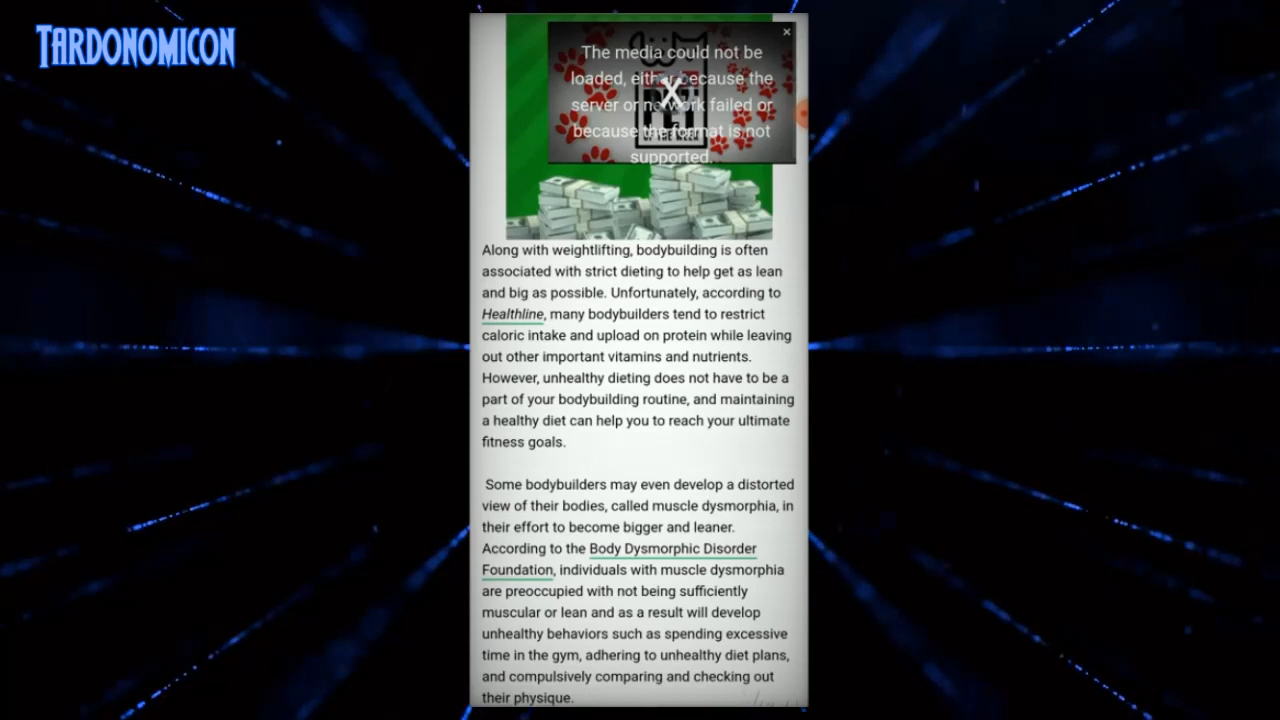 TARDONOMICON
×
The media could not be
loaded, either because the
server or network failed or
because the format is not
supported.
X
OF THE WEEK
Along with weightlifting, bodybuilding is often
associated with strict dieting to help get as lean
and big as possible. Unfortunately, according to
Healthline, many bodybuilders tend to restrict
caloric intake and upload on protein while leaving
out other important vitamins and nutrients.
However, unhealthy dieting does not have to be a
part of your bodybuilding routine, and maintaining
a healthy diet can help you to reach your ultimate
fitness goals.
Some bodybuilders may even develop a distorted
view of their bodies, called muscle dysmorphia, in
their effort to become bigger and leaner.
According to the Body Dysmorphic Disorder
Foundation, individuals with muscle dysmorphia
are preoccupied with not being sufficiently
muscular or lean and as a result will develop
unhealthy behaviors such as spending excessive
time in the gym, adhering to unhealthy diet plans,
and compulsively comparing and checking out
their physique.